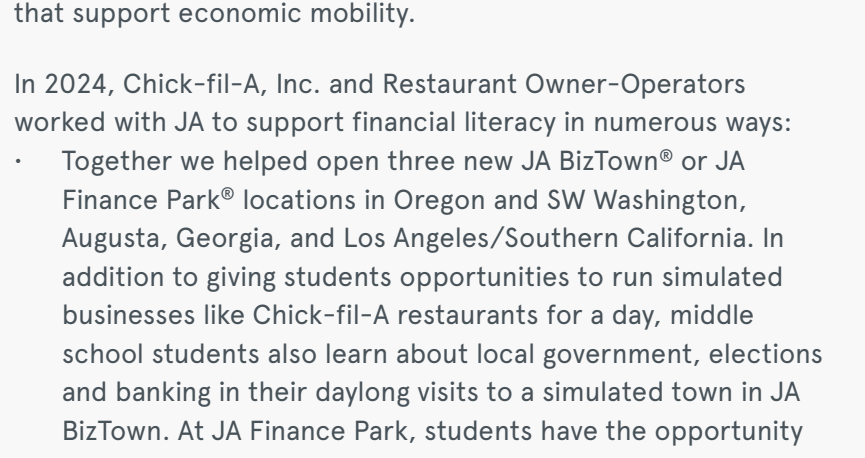 that support economic mobility.
In 2024, Chick-fil-A, Inc. and Restaurant Owner-Operators
worked with JA to support financial literacy in numerous ways:
· Together we helped open three new JA BizTown® or JA
Finance Park® locations in Oregon and SW Washington,
Augusta, Georgia, and Los Angeles/Southern California. In
addition to giving students opportunities to run simulated
businesses like Chick-fil-A restaurants for a day, middle
school students also learn about local government, elections
and banking in their daylong visits to a simulated town in JA
BizTown. At JA Finance Park, students have the opportunity